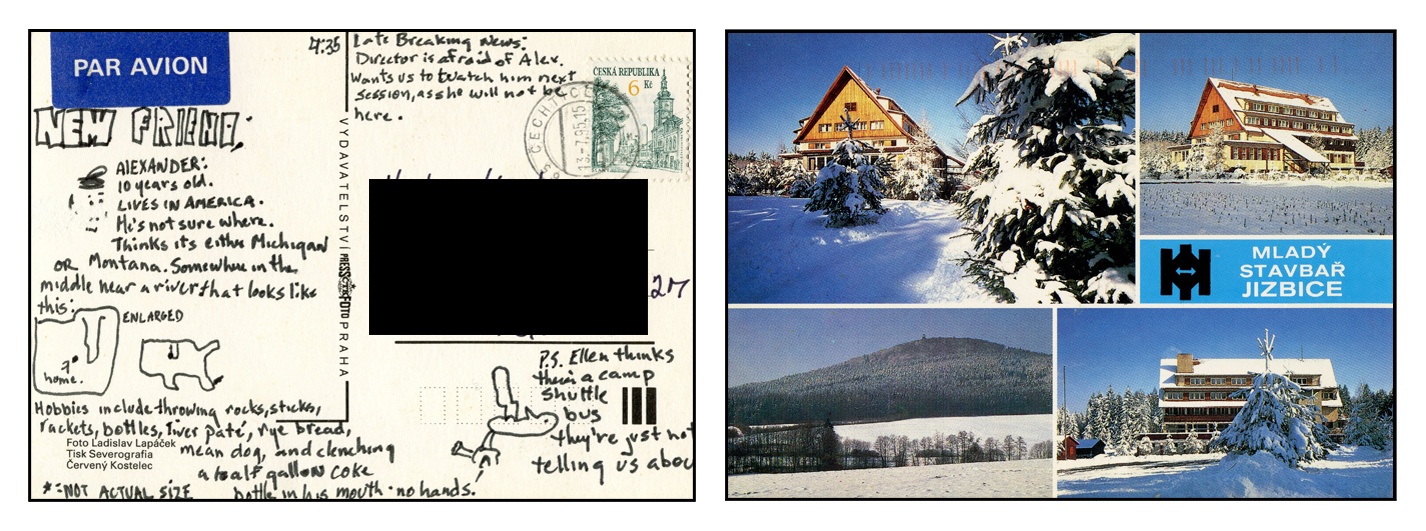 PAR AVION
4:35
NEW FRIEND:
ALEXANDER:
10 years old.
LIVES IN AMERICA.
He's not sure where.
Thinks its either Michigan
OR Montana. Somewhere in the
middle near a river that looks like
this:
ENLARGED
?
home.
Hobbies include throwing rocks, sticks,
rackets, bottles, liver paté, rye bread,
mean dog, and clenching
a half gallon coke
bottle in his mouth - no hands.
*=NOT ACTUAL SIZE
Foto Ladislav Lapáček
Tisk Severografia
Červený Kostelec
VYDAVATELSTVÍ PRESSFOTO PRAHA
Late Breaking News:
Director is afraid of Alex.
Wants us to watch him next
session, as she will not be
here.
ČESKÁ REPUBLIKA
6 Kč
ČECHTICE
13.-7.95.15
27
P.S. Ellen thinks
there's a camp
shuttle
bus
they're just not
telling us abou
MLADÝ
STAVBAŘ
JIZBICE